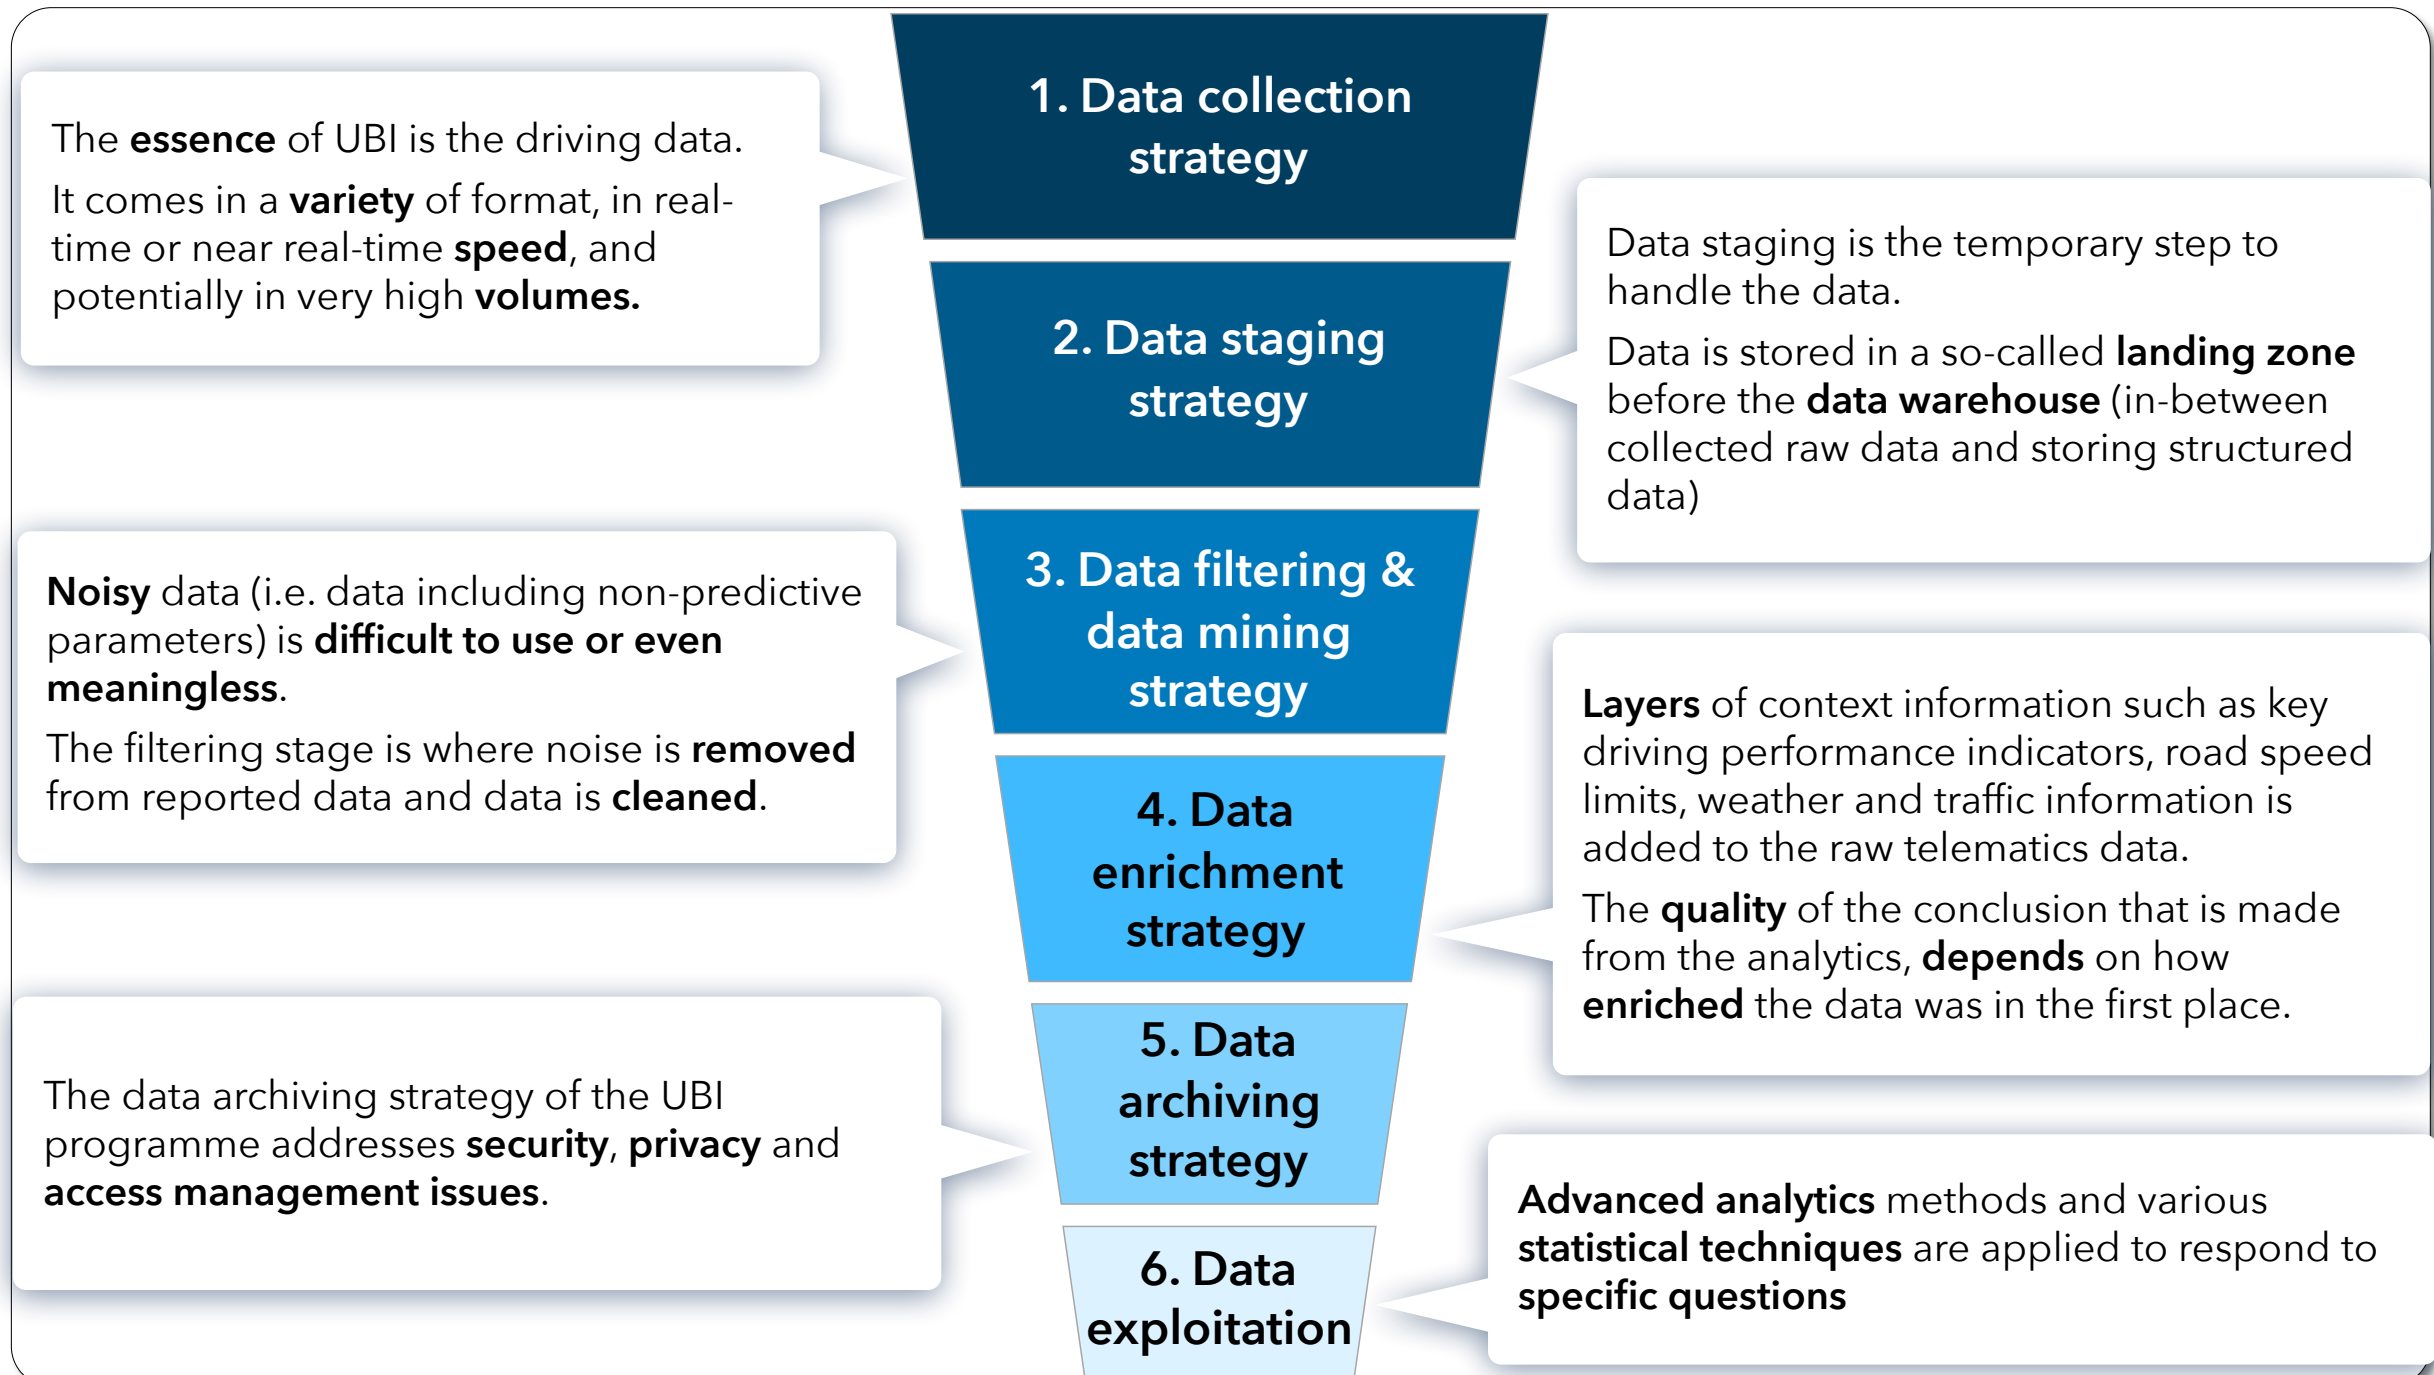 1. Data collection
strategy
The essence of UBI is the driving data.
It comes in a variety of format, in real-
time or near real-time speed, and
potentially in very high volumes.
2. Data staging
strategy
Data staging is the temporary step to
handle the data.
Data is stored in a so-called landing zone
before the data warehouse (in-between
collected raw data and storing structured
data)
3. Data filtering &
data mining
strategy
Noisy data (i.e. data including non-predictive
parameters) is difficult to use or even
meaningless.
The filtering stage is where noise is removed
from reported data and data is cleaned.
4. Data
enrichment
strategy
Layers of context information such as key
driving performance indicators, road speed
limits, weather and traffic information is
added to the raw telematics data.
The quality of the conclusion that is made
from the analytics, depends on how
enriched the data was in the first place.
5. Data
archiving
strategy
The data archiving strategy of the UBI
programme addresses security, privacy and
access management issues.
6. Data
exploitation
Advanced analytics methods and various
statistical techniques are applied to respond to
specific questions